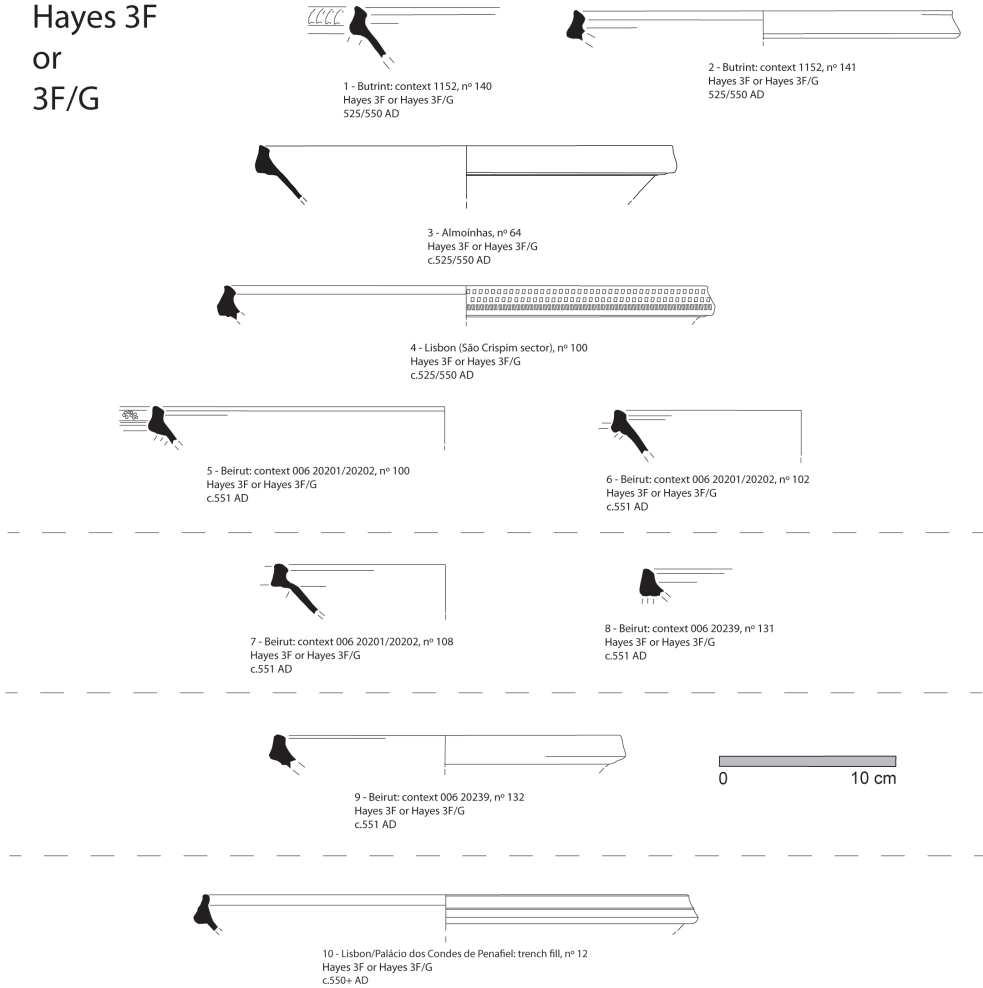 Hayes 3F
or
3F/G
1 - Butrint: context 1152, nº 140
Hayes 3F or Hayes 3F/G
525/550 AD
2 - Butrint: context 1152, nº 141
Hayes 3F or Hayes 3F/G
525/550 AD
3 - Almoínhas, nº 64
Hayes 3F or Hayes 3F/G
c.525/550 AD
4 - Lisbon (São Crispim sector), nº 100
Hayes 3F or Hayes 3F/G
c.525/550 AD
5 - Beirut: context 006 20201/20202, nº 100
Hayes 3F or Hayes 3F/G
c.551 AD
6 - Beirut: context 006 20201/20202, nº 102
Hayes 3F or Hayes 3F/G
c.551 AD
7 - Beirut: context 006 20201/20202, nº 108
Hayes 3F or Hayes 3F/G
c.551 AD
8 - Beirut: context 006 20239, nº 131
Hayes 3F or Hayes 3F/G
c.551 AD
9 - Beirut: context 006 20239, nº 132
Hayes 3F or Hayes 3F/G
c.551 AD
0 10 cm
10 - Lisbon/Palácio dos Condes de Penafiel: trench fill, nº 12
Hayes 3F or Hayes 3F/G
c.550+ AD